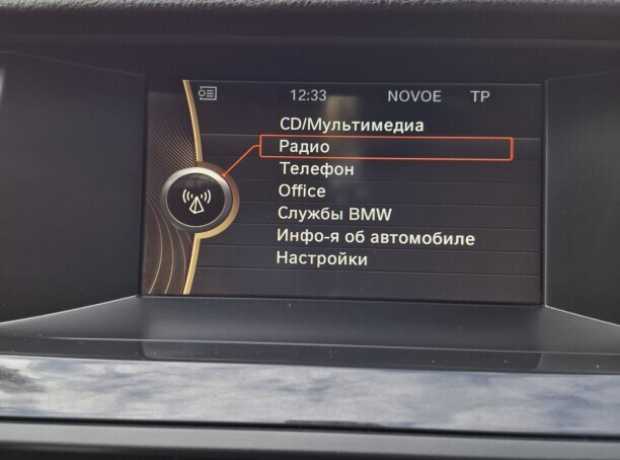 12:33 NOVOE TP
CD/Мультимедиа
Радио
Телефон
Office
Службы BMW
Инфо-я об автомобиле
Настройки